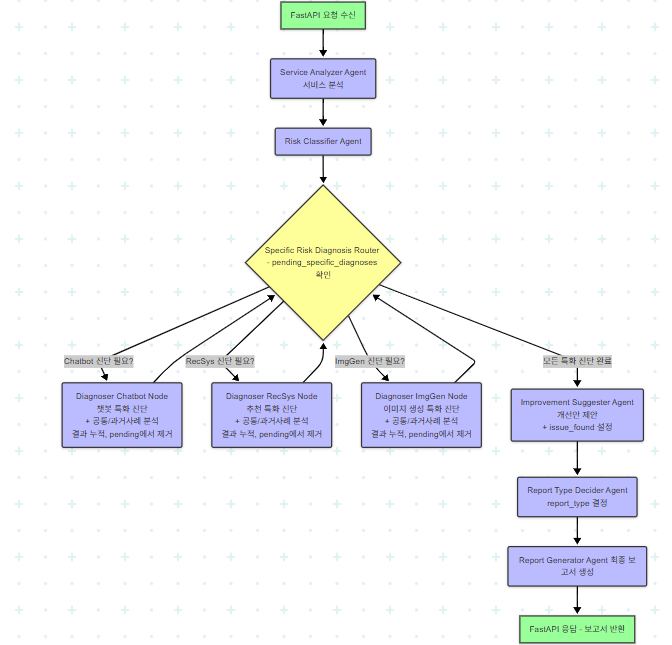 FastAPI 요청 수신
Service Analyzer Agent
서비스 분석
Risk Classifier Agent
Specific Risk Diagnosis Router
- pending_specific_diagnoses
확인
Chatbot 진단 필요?
RecSys 진단 필요?
ImgGen 진단 필요?
모든 특화 진단 완료
Diagnoser Chatbot Node
챗봇 특화 진단
+ 공통/과거사례 분석
결과 누적, pending에서 제거
Diagnoser RecSys Node
추천 특화 진단
+ 공통/과거사례 분석
결과 누적, pending에서 제거
Diagnoser ImgGen Node
이미지 생성 특화 진단
+ 공통/과거사례 분석
결과 누적, pending에서 제거
Improvement Suggester Agent
개선안 제안
+ issue_found 설정
Report Type Decider Agent
report_type 결정
Report Generator Agent 최종 보
고서 생성
FastAPI 응답 - 보고서 반환